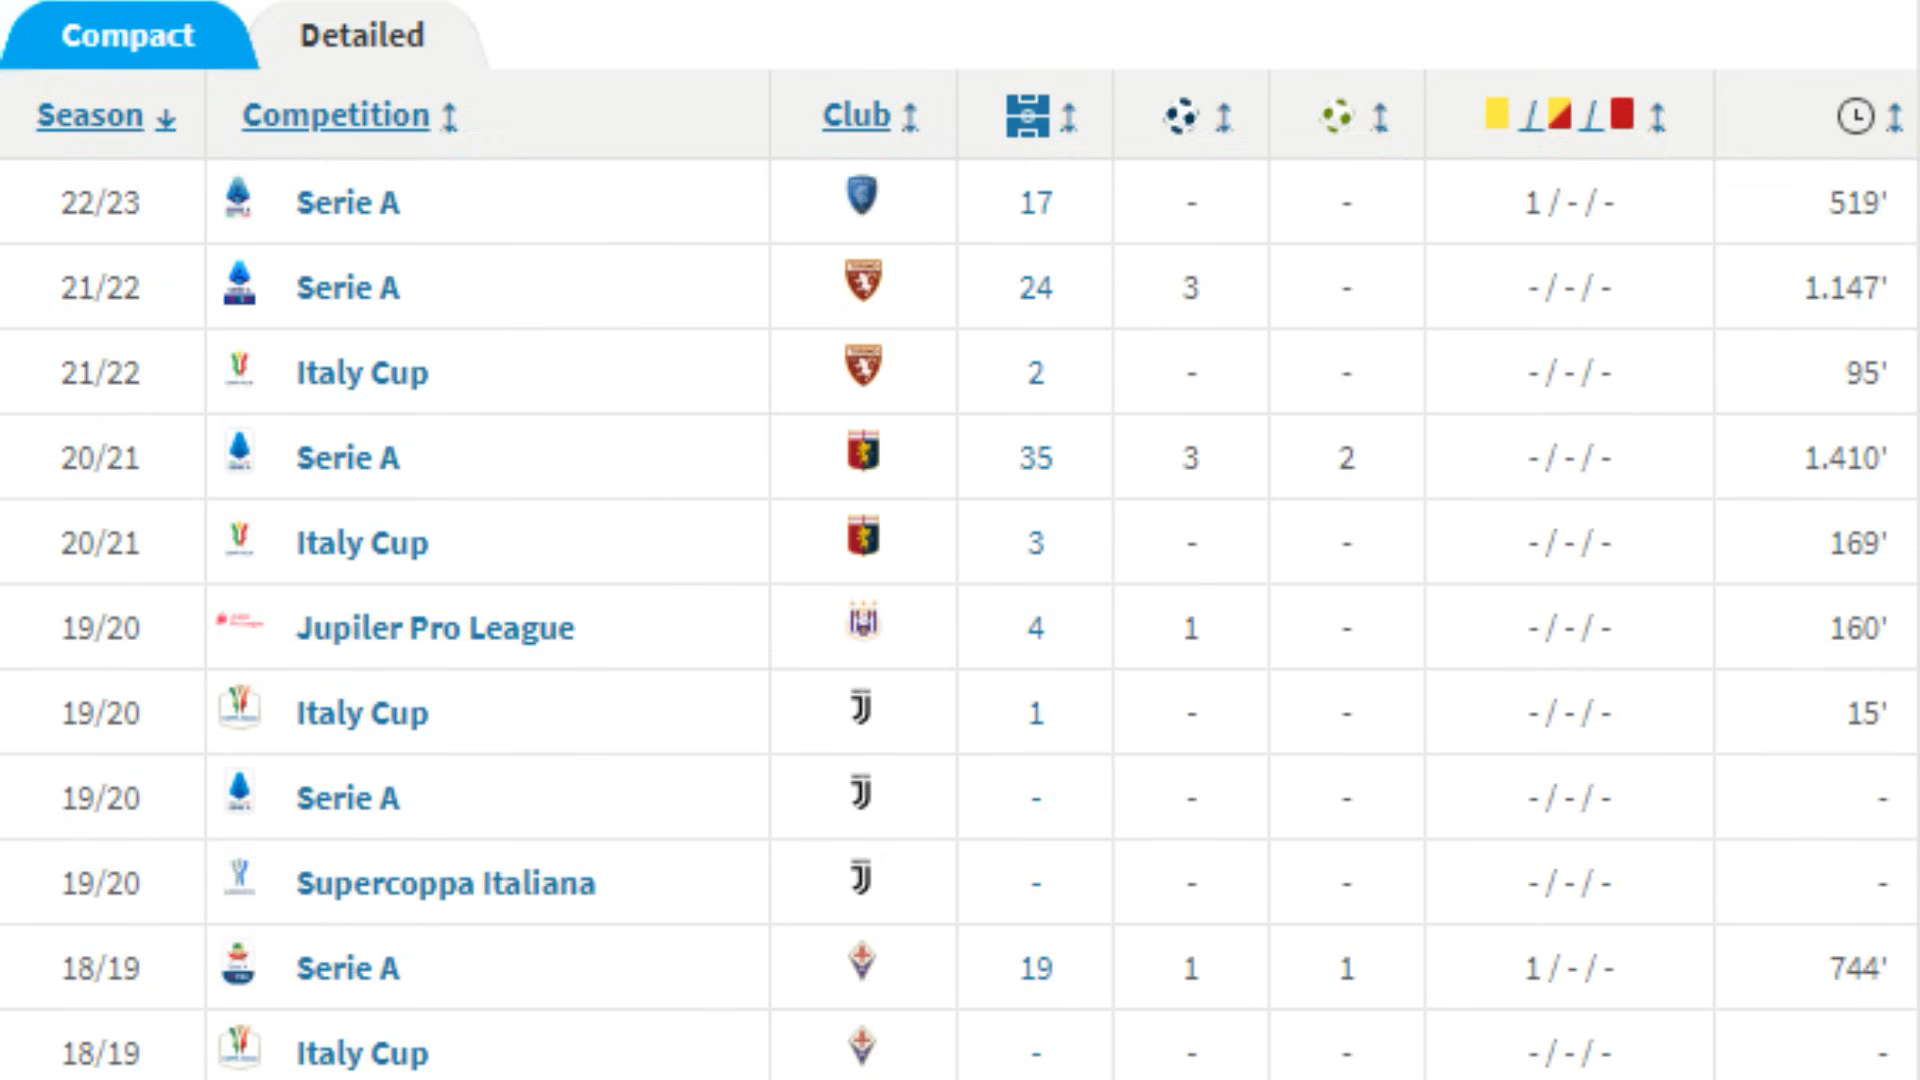 Compact Detailed
Season Competition Club
22/23 Serie A 17 - - 1 / - / - 519'
21/22 Serie A 24 3 - - / - / - 1.147'
21/22 Italy Cup 2 - - - / - / - 95'
20/21 Serie A 35 3 2 - / - / - 1.410'
20/21 Italy Cup 3 - - - / - / - 169'
19/20 Jupiler Pro League 4 1 - - / - / - 160'
19/20 Italy Cup 1 - - - / - / - 15'
19/20 Serie A - - - - / - / - -
19/20 Supercoppa Italiana - - - - / - / - -
18/19 Serie A 19 1 1 1 / - / - 744'
18/19 Italy Cup - - - - / - / - -